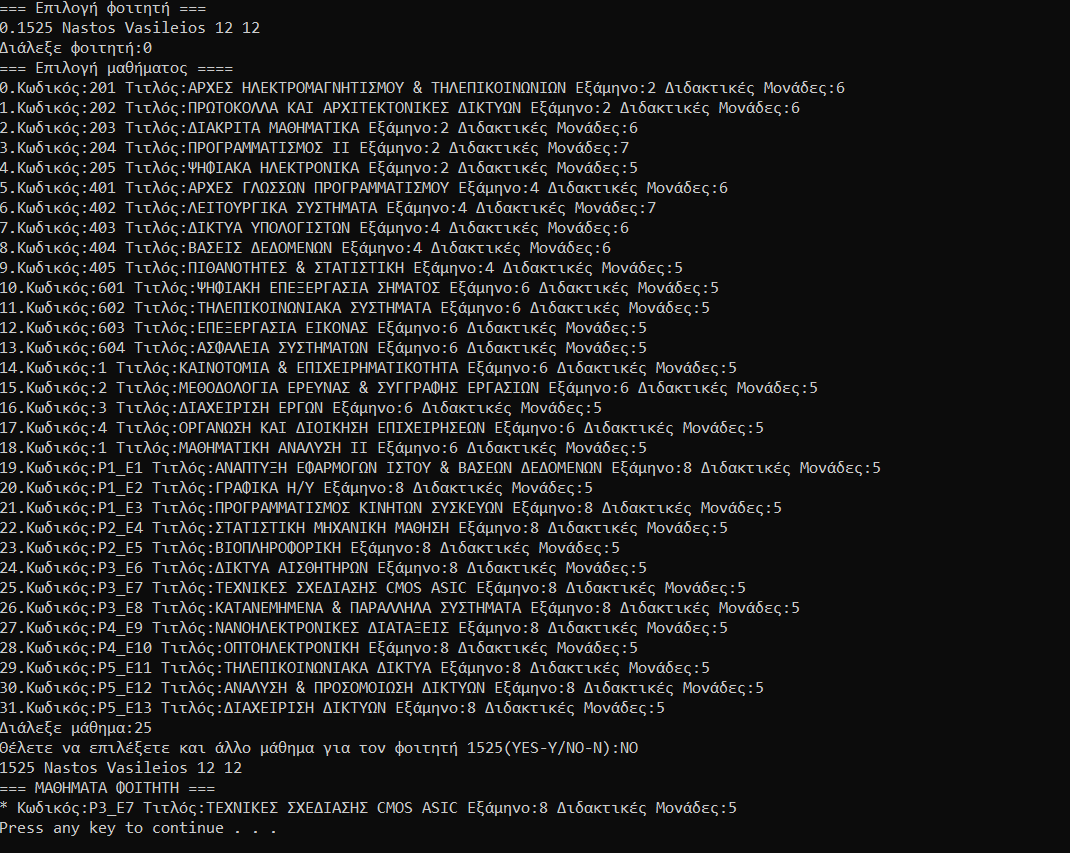 === Επιλογή φοιτητή ===
0.1525 Nastos Vasileios 12 12
Διάλεξε φοιτητή:0
=== Επιλογή μαθήματος ====
0.Κωδικός:201 Τιτλός:ΑΡΧΕΣ ΗΛΕΚΤΡΟΜΑΓΝΗΤΙΣΜΟΥ & ΤΗΛΕΠΙΚΟΙΝΩΝΙΩΝ Εξάμηνο:2 Διδακτικές Μονάδες:6
1.Κωδικός:202 Τιτλός:ΠΡΩΤΟΚΟΛΛΑ ΚΑΙ ΑΡΧΙΤΕΚΤΟΝΙΚΕΣ ΔΙΚΤΥΩΝ Εξάμηνο:2 Διδακτικές Μονάδες:6
2.Κωδικός:203 Τιτλός:ΔΙΑΚΡΙΤΑ ΜΑΘΗΜΑΤΙΚΑ Εξάμηνο:2 Διδακτικές Μονάδες:6
3.Κωδικός:204 Τιτλός:ΠΡΟΓΡΑΜΜΑΤΙΣΜΟΣ ΙΙ Εξάμηνο:2 Διδακτικές Μονάδες:7
4.Κωδικός:205 Τιτλός:ΨΗΦΙΑΚΑ ΗΛΕΚΤΡΟΝΙΚΑ Εξάμηνο:2 Διδακτικές Μονάδες:5
5.Κωδικός:401 Τιτλός:ΑΡΧΕΣ ΓΛΩΣΣΩΝ ΠΡΟΓΡΑΜΜΑΤΙΣΜΟΥ Εξάμηνο:4 Διδακτικές Μονάδες:6
6.Κωδικός:402 Τιτλός:ΛΕΙΤΟΥΡΓΙΚΑ ΣΥΣΤΗΜΑΤΑ Εξάμηνο:4 Διδακτικές Μονάδες:7
7.Κωδικός:403 Τιτλός:ΔΙΚΤΥΑ ΥΠΟΛΟΓΙΣΤΩΝ Εξάμηνο:4 Διδακτικές Μονάδες:6
8.Κωδικός:404 Τιτλός:ΒΑΣΕΙΣ ΔΕΔΟΜΕΝΩΝ Εξάμηνο:4 Διδακτικές Μονάδες:6
9.Κωδικός:405 Τιτλός:ΠΙΘΑΝΟΤΗΤΕΣ & ΣΤΑΤΙΣΤΙΚΗ Εξάμηνο:4 Διδακτικές Μονάδες:5
10.Κωδικός:601 Τιτλός:ΨΗΦΙΑΚΗ ΕΠΕΞΕΡΓΑΣΙΑ ΣΗΜΑΤΟΣ Εξάμηνο:6 Διδακτικές Μονάδες:5
11.Κωδικός:602 Τιτλός:ΤΗΛΕΠΙΚΟΙΝΩΝΙΑΚΑ ΣΥΣΤΗΜΑΤΑ Εξάμηνο:6 Διδακτικές Μονάδες:5
12.Κωδικός:603 Τιτλός:ΕΠΕΞΕΡΓΑΣΙΑ ΕΙΚΟΝΑΣ Εξάμηνο:6 Διδακτικές Μονάδες:5
13.Κωδικός:604 Τιτλός:ΑΣΦΑΛΕΙΑ ΣΥΣΤΗΜΑΤΩΝ Εξάμηνο:6 Διδακτικές Μονάδες:5
14.Κωδικός:1 Τιτλός:ΚΑΙΝΟΤΟΜΙΑ & ΕΠΙΧΕΙΡΗΜΑΤΙΚΟΤΗΤΑ Εξάμηνο:6 Διδακτικές Μονάδες:5
15.Κωδικός:2 Τιτλός:ΜΕΘΟΔΟΛΟΓΙΑ ΕΡΕΥΝΑΣ & ΣΥΓΓΡΑΦΗΣ ΕΡΓΑΣΙΩΝ Εξάμηνο:6 Διδακτικές Μονάδες:5
16.Κωδικός:3 Τιτλός:ΔΙΑΧΕΙΡΙΣΗ ΕΡΓΩΝ Εξάμηνο:6 Διδακτικές Μονάδες:5
17.Κωδικός:4 Τιτλός:ΟΡΓΑΝΩΣΗ ΚΑΙ ΔΙΟΙΚΗΣΗ ΕΠΙΧΕΙΡΗΣΕΩΝ Εξάμηνο:6 Διδακτικές Μονάδες:5
18.Κωδικός:1 Τιτλός:ΜΑΘΗΜΑΤΙΚΗ ΑΝΑΛΥΣΗ ΙΙ Εξάμηνο:6 Διδακτικές Μονάδες:5
19.Κωδικός:P1_E1 Τιτλός:ΑΝΑΠΤΥΞΗ ΕΦΑΡΜΟΓΩΝ ΙΣΤΟΥ & ΒΑΣΕΩΝ ΔΕΔΟΜΕΝΩΝ Εξάμηνο:8 Διδακτικές Μονάδες:5
20.Κωδικός:P1_E2 Τιτλός:ΓΡΑΦΙΚΑ Η/Υ Εξάμηνο:8 Διδακτικές Μονάδες:5
21.Κωδικός:P1_E3 Τιτλός:ΠΡΟΓΡΑΜΜΑΤΙΣΜΟΣ ΚΙΝΗΤΩΝ ΣΥΣΚΕΥΩΝ Εξάμηνο:8 Διδακτικές Μονάδες:5
22.Κωδικός:P2_E4 Τιτλός:ΣΤΑΤΙΣΤΙΚΗ ΜΗΧΑΝΙΚΗ ΜΑΘΗΣΗ Εξάμηνο:8 Διδακτικές Μονάδες:5
23.Κωδικός:P2_E5 Τιτλός:ΒΙΟΠΛΗΡΟΦΟΡΙΚΗ Εξάμηνο:8 Διδακτικές Μονάδες:5
24.Κωδικός:P3_E6 Τιτλός:ΔΙΚΤΥΑ ΑΙΣΘΗΤΗΡΩΝ Εξάμηνο:8 Διδακτικές Μονάδες:5
25.Κωδικός:P3_E7 Τιτλός:ΤΕΧΝΙΚΕΣ ΣΧΕΔΙΑΣΗΣ CMOS ASIC Εξάμηνο:8 Διδακτικές Μονάδες:5
26.Κωδικός:P3_E8 Τιτλός:ΚΑΤΑΝΕΜΗΜΕΝΑ & ΠΑΡΑΛΛΗΛΑ ΣΥΣΤΗΜΑΤΑ Εξάμηνο:8 Διδακτικές Μονάδες:5
27.Κωδικός:P4_E9 Τιτλός:ΝΑΝΟΗΛΕΚΤΡΟΝΙΚΕΣ ΔΙΑΤΑΞΕΙΣ Εξάμηνο:8 Διδακτικές Μονάδες:5
28.Κωδικός:P4_E10 Τιτλός:ΟΠΤΟΗΛΕΚΤΡΟΝΙΚΗ Εξάμηνο:8 Διδακτικές Μονάδες:5
29.Κωδικός:P5_E11 Τιτλός:ΤΗΛΕΠΙΚΟΙΝΩΝΙΑΚΑ ΔΙΚΤΥΑ Εξάμηνο:8 Διδακτικές Μονάδες:5
30.Κωδικός:P5_E12 Τιτλός:ΑΝΑΛΥΣΗ & ΠΡΟΣΟΜΟΙΩΣΗ ΔΙΚΤΥΩΝ Εξάμηνο:8 Διδακτικές Μονάδες:5
31.Κωδικός:P5_E13 Τιτλός:ΔΙΑΧΕΙΡΙΣΗ ΔΙΚΤΥΩΝ Εξάμηνο:8 Διδακτικές Μονάδες:5
Διάλεξε μάθημα:25
Θέλετε να επιλέξετε και άλλο μάθημα για τον φοιτητή 1525(YES-Y/NO-N):NO
1525 Nastos Vasileios 12 12
=== ΜΑΘΗΜΑΤΑ ΦΟΙΤΗΤΗ ===
* Κωδικός:P3_E7 Τιτλός:ΤΕΧΝΙΚΕΣ ΣΧΕΔΙΑΣΗΣ CMOS ASIC Εξάμηνο:8 Διδακτικές Μονάδες:5
Press any key to continue . . .